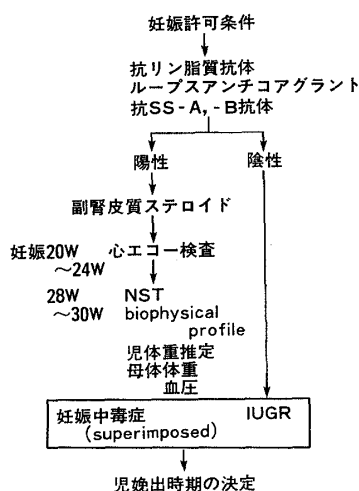 妊娠許可条件
抗リン脂質抗体
ループスアンチコアグラント
抗SS-A, -B抗体
陽性
陰性
副腎皮質ステロイド
妊娠20W 心エコー検査
〜24W
28W NST
〜30W biophysical
profile
児体重推定
母体体重
血圧
妊娠中毒症 IUGR
(superimposed)
児娩出時期の決定